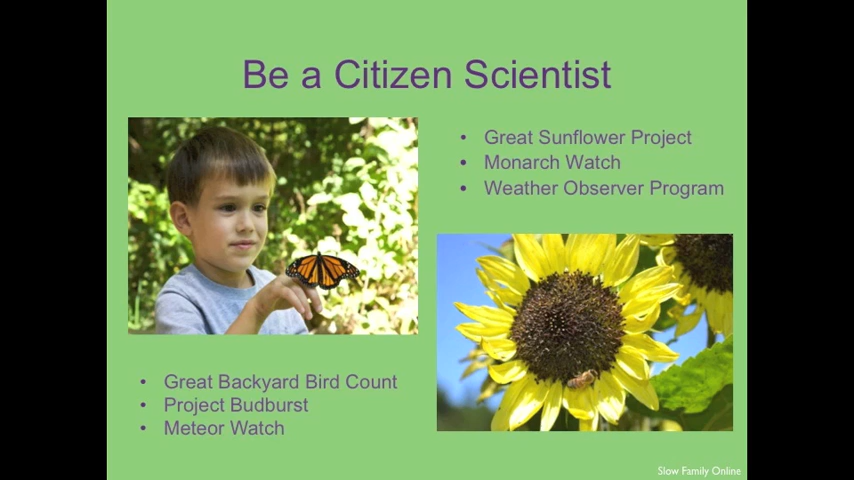 Be a Citizen Scientist
• Great Sunflower Project
• Monarch Watch
• Weather Observer Program
• Great Backyard Bird Count
• Project Budburst
• Meteor Watch
Slow Family Online